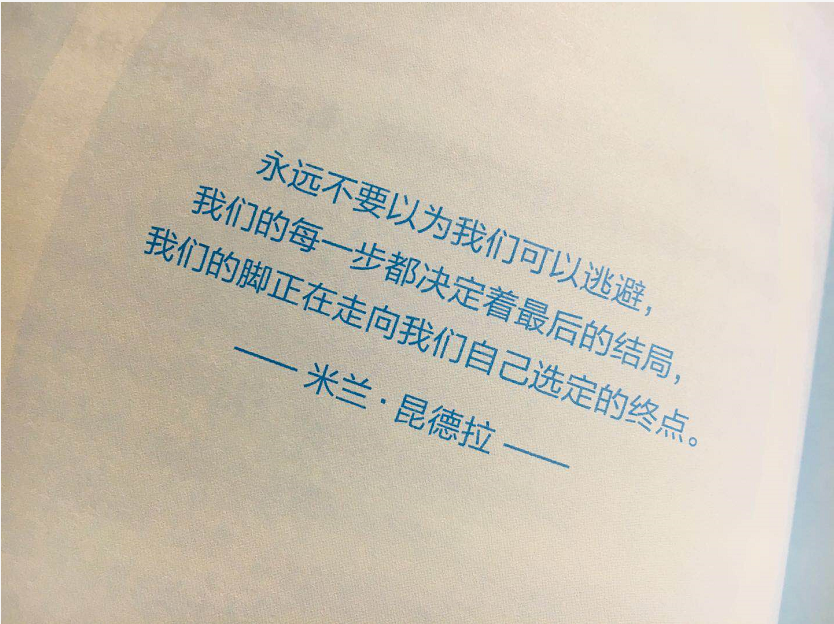 永远不要以为我们可以逃避，
我们的每一步都决定着最后的结局，
我们的脚正在走向我们自己选定的终点。
—— 米兰·昆德拉 ——